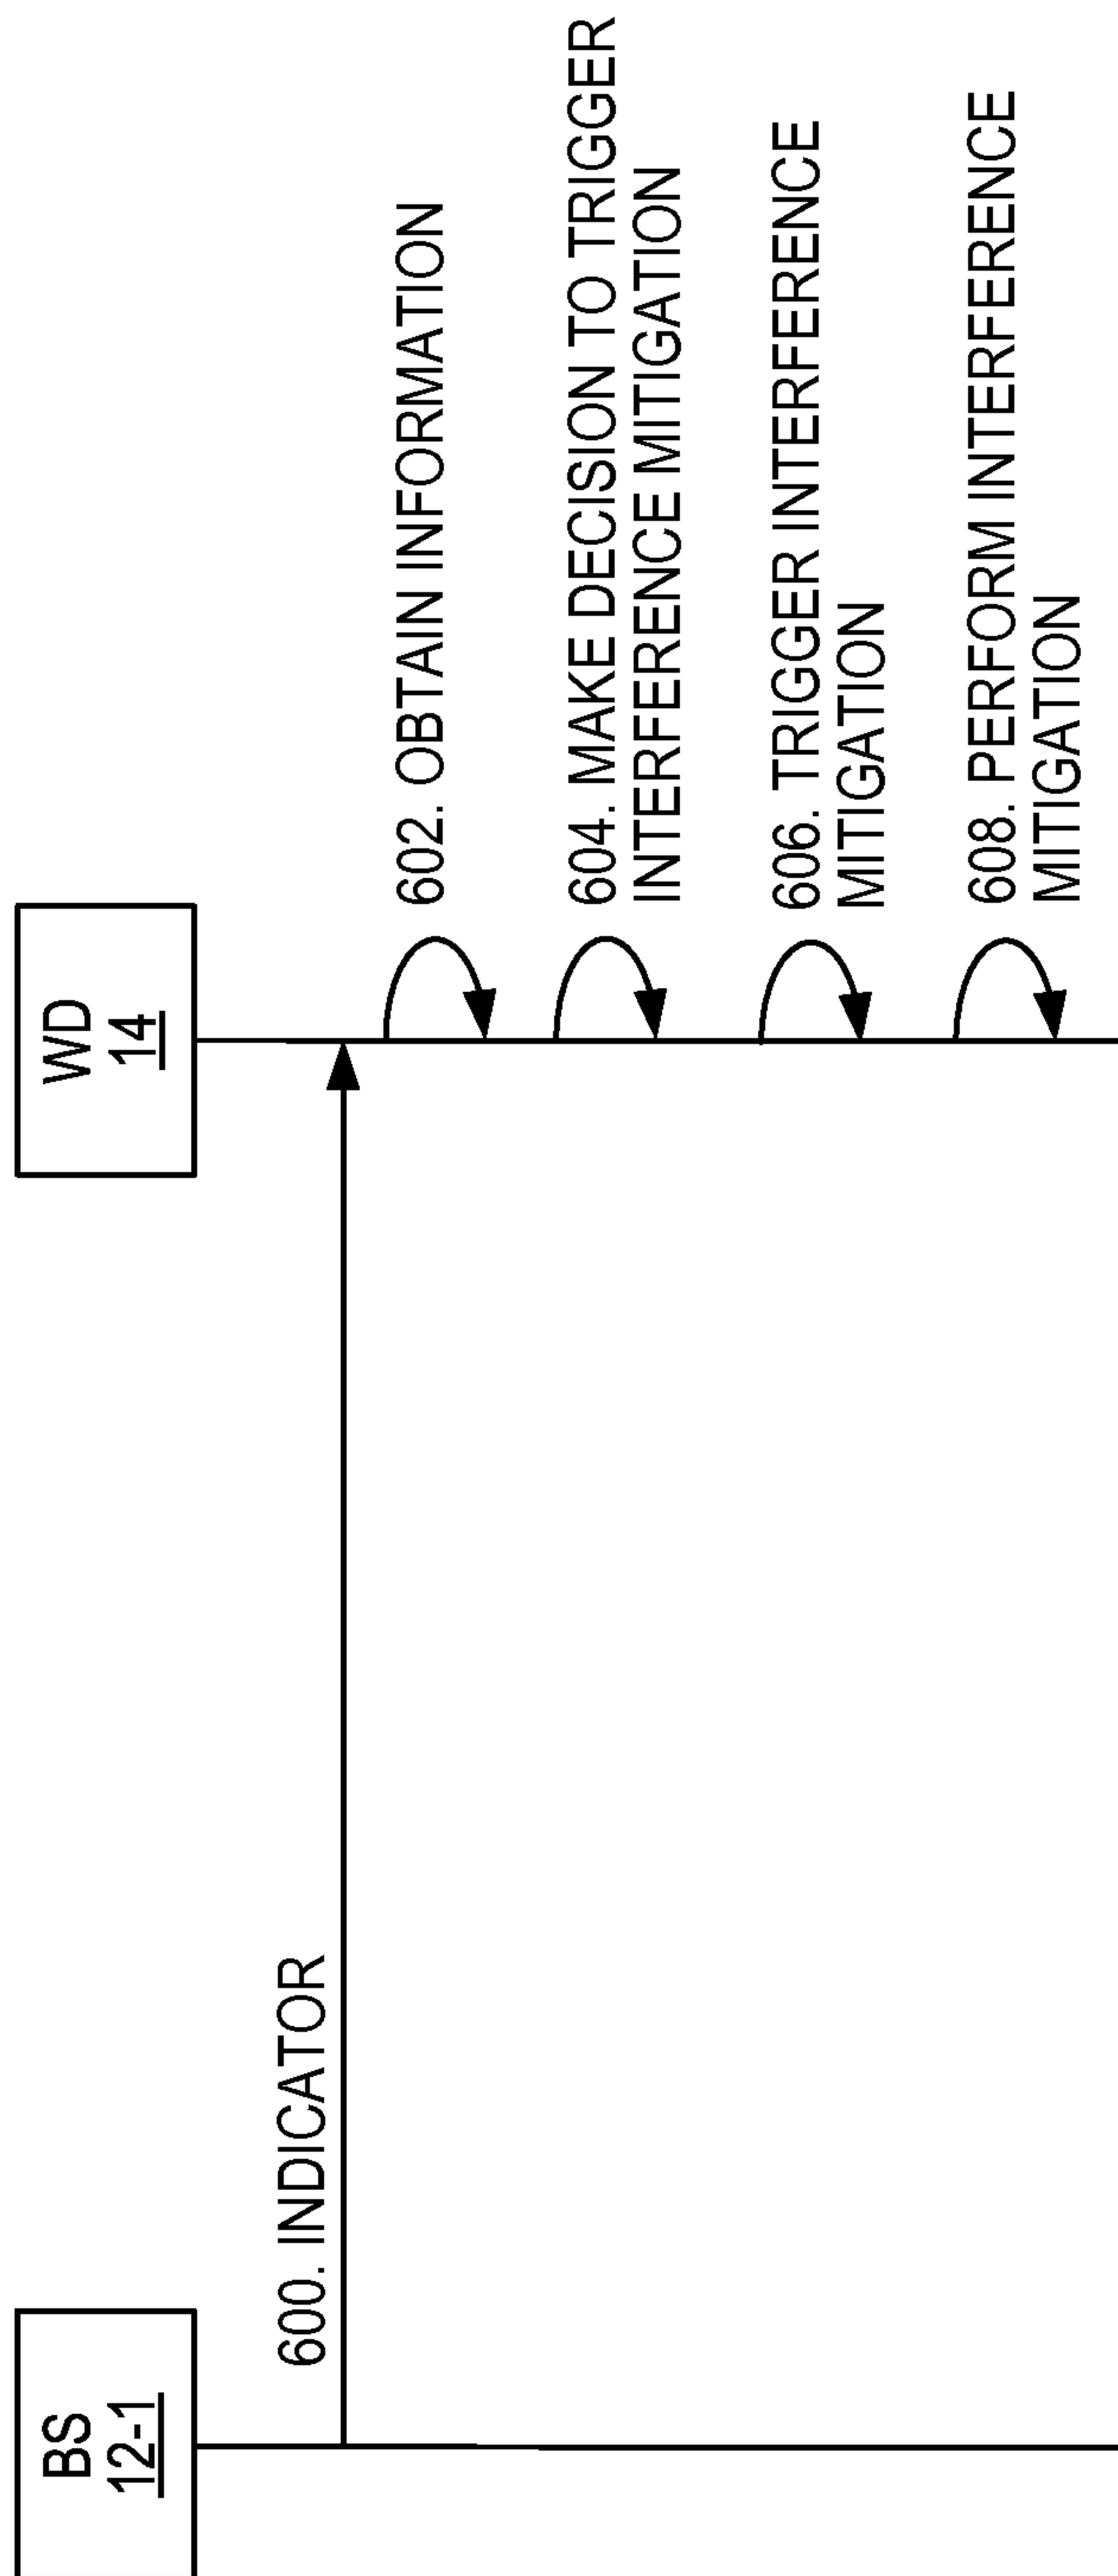 BS
12-1
WD
14
600. INDICATOR
602. OBTAIN INFORMATION
604. MAKE DECISION TO TRIGGER
INTERFERENCE MITIGATION
606. TRIGGER INTERFERENCE
MITIGATION
608. PERFORM INTERFERENCE
MITIGATION